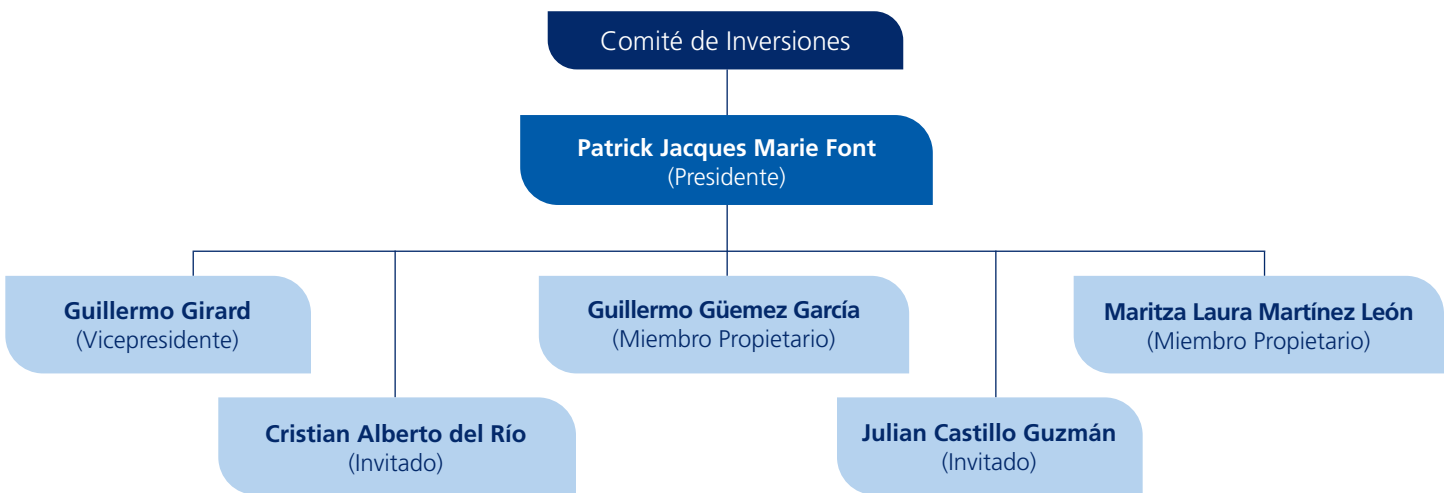 Comité de Inversiones
Patrick Jacques Marie Font
(Presidente)
Guillermo Girard
(Vicepresidente)
Guillermo Güemez García
(Miembro Propietario)
Maritza Laura Martínez León
(Miembro Propietario)
Cristian Alberto del Río
(Invitado)
Julian Castillo Guzmán
(Invitado)